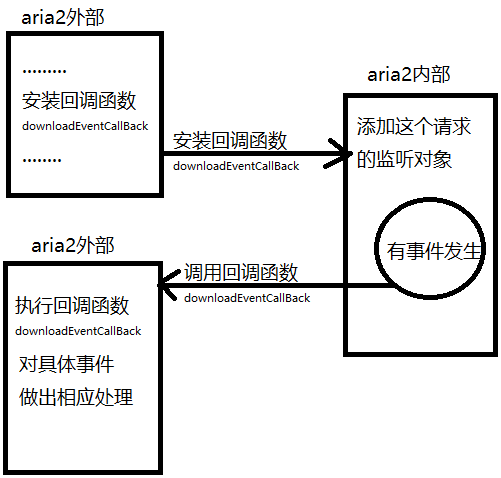 aria2外部
.........
安装回调函数
downloadEventCallBack
........
安装回调函数
downloadEventCallBack
aria2内部
添加这个请求
的监听对象
有事件发生
调用回调函数
downloadEventCallBack
aria2外部
执行回调函数
downloadEventCallBack
对具体事件
做出相应处理